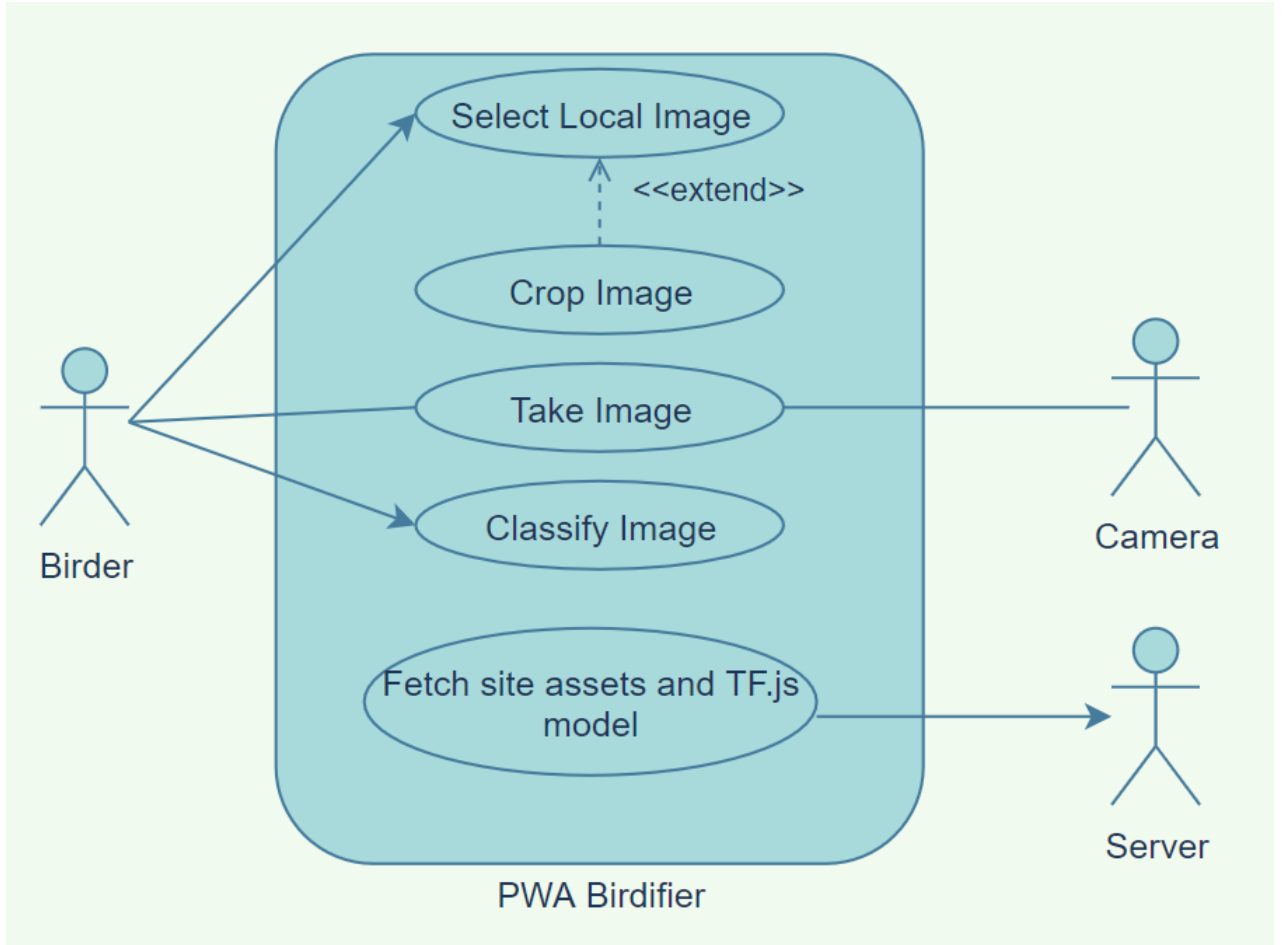 Select Local Image
<<extend>>
Crop Image
Take Image
Classify Image
Birder
Camera
Fetch site assets and TF.js
model
Server
PWA Birdifier